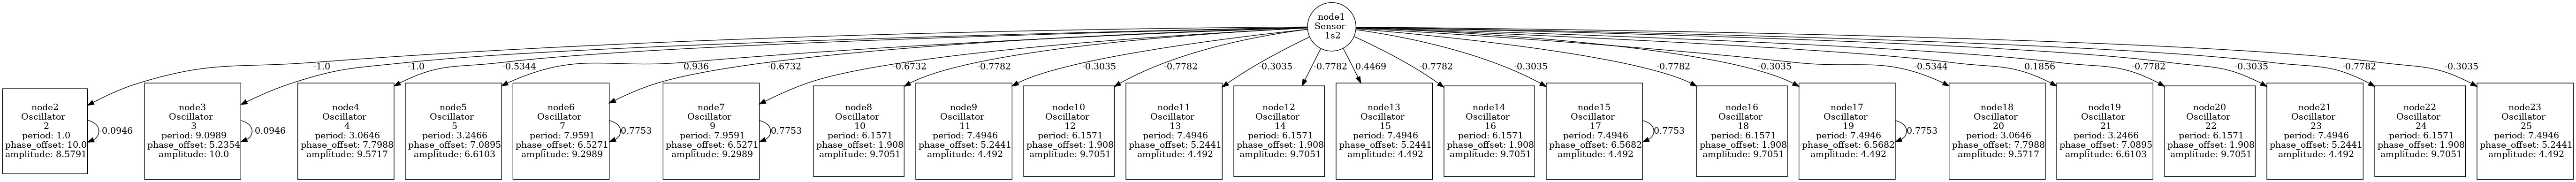 node1
Sensor
1s2
-1.0
-1.0
-0.5344
0.936
-0.6732
-0.6732
-0.7782
-0.3035
-0.7782
-0.3035
-0.7782
0.4469
-0.7782
-0.3035
-0.7782
-0.3035
-0.5344
0.1856
-0.7782
-0.3035
-0.7782
-0.3035
node2
Oscillator
2
period: 1.0
phase_offset: 10.0
amplitude: 8.5791
-0.0946
node3
Oscillator
3
period: 9.0989
phase_offset: 5.2354
amplitude: 10.0
-0.0946
node4
Oscillator
4
period: 3.0646
phase_offset: 7.7988
amplitude: 9.5717
node5
Oscillator
5
period: 3.2466
phase_offset: 7.0895
amplitude: 6.6103
node6
Oscillator
7
period: 7.9591
phase_offset: 6.5271
amplitude: 9.2989
0.7753
node7
Oscillator
9
period: 7.9591
phase_offset: 6.5271
amplitude: 9.2989
0.7753
node8
Oscillator
10
period: 6.1571
phase_offset: 1.908
amplitude: 9.7051
node9
Oscillator
11
period: 7.4946
phase_offset: 5.2441
amplitude: 4.492
node10
Oscillator
12
period: 6.1571
phase_offset: 1.908
amplitude: 9.7051
node11
Oscillator
13
period: 7.4946
phase_offset: 5.2441
amplitude: 4.492
node12
Oscillator
14
period: 6.1571
phase_offset: 1.908
amplitude: 9.7051
node13
Oscillator
15
period: 7.4946
phase_offset: 5.2441
amplitude: 4.492
node14
Oscillator
16
period: 6.1571
phase_offset: 1.908
amplitude: 9.7051
node15
Oscillator
17
period: 7.4946
phase_offset: 6.5682
amplitude: 4.492
0.7753
node16
Oscillator
18
period: 6.1571
phase_offset: 1.908
amplitude: 9.7051
node17
Oscillator
19
period: 7.4946
phase_offset: 6.5682
amplitude: 4.492
0.7753
node18
Oscillator
20
period: 3.0646
phase_offset: 7.7988
amplitude: 9.5717
node19
Oscillator
21
period: 3.2466
phase_offset: 7.0895
amplitude: 6.6103
node20
Oscillator
22
period: 6.1571
phase_offset: 1.908
amplitude: 9.7051
node21
Oscillator
23
period: 7.4946
phase_offset: 5.2441
amplitude: 4.492
node22
Oscillator
24
period: 6.1571
phase_offset: 1.908
amplitude: 9.7051
node23
Oscillator
25
period: 7.4946
phase_offset: 5.2441
amplitude: 4.492